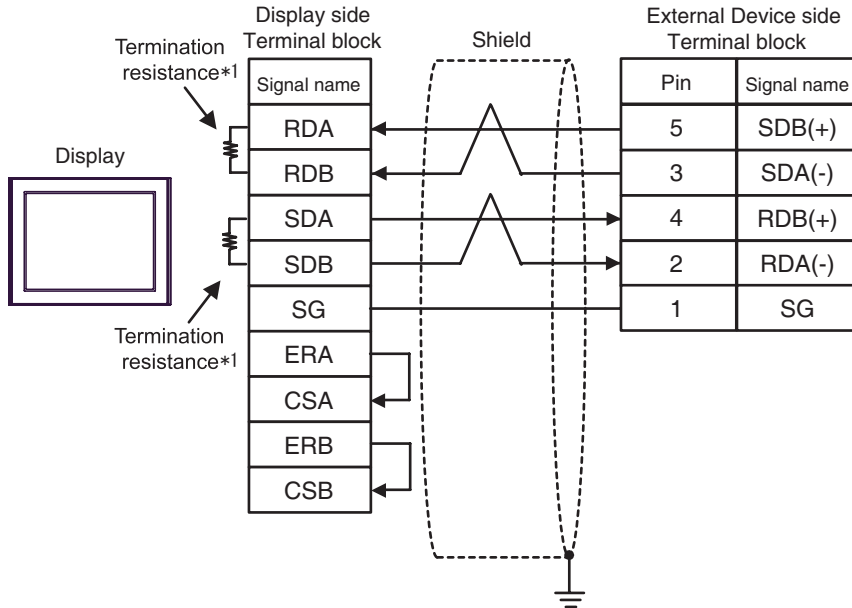 Display side
Terminal block
Shield
External Device side
Terminal block
Termination
resistance*1
Display
Signal name
RDA
RDB
SDA
SDB
SG
ERA
CSA
ERB
CSB
Termination
resistance*1
Pin Signal name
5 SDB(+)
3 SDA(-)
4 RDB(+)
2 RDA(-)
1 SG